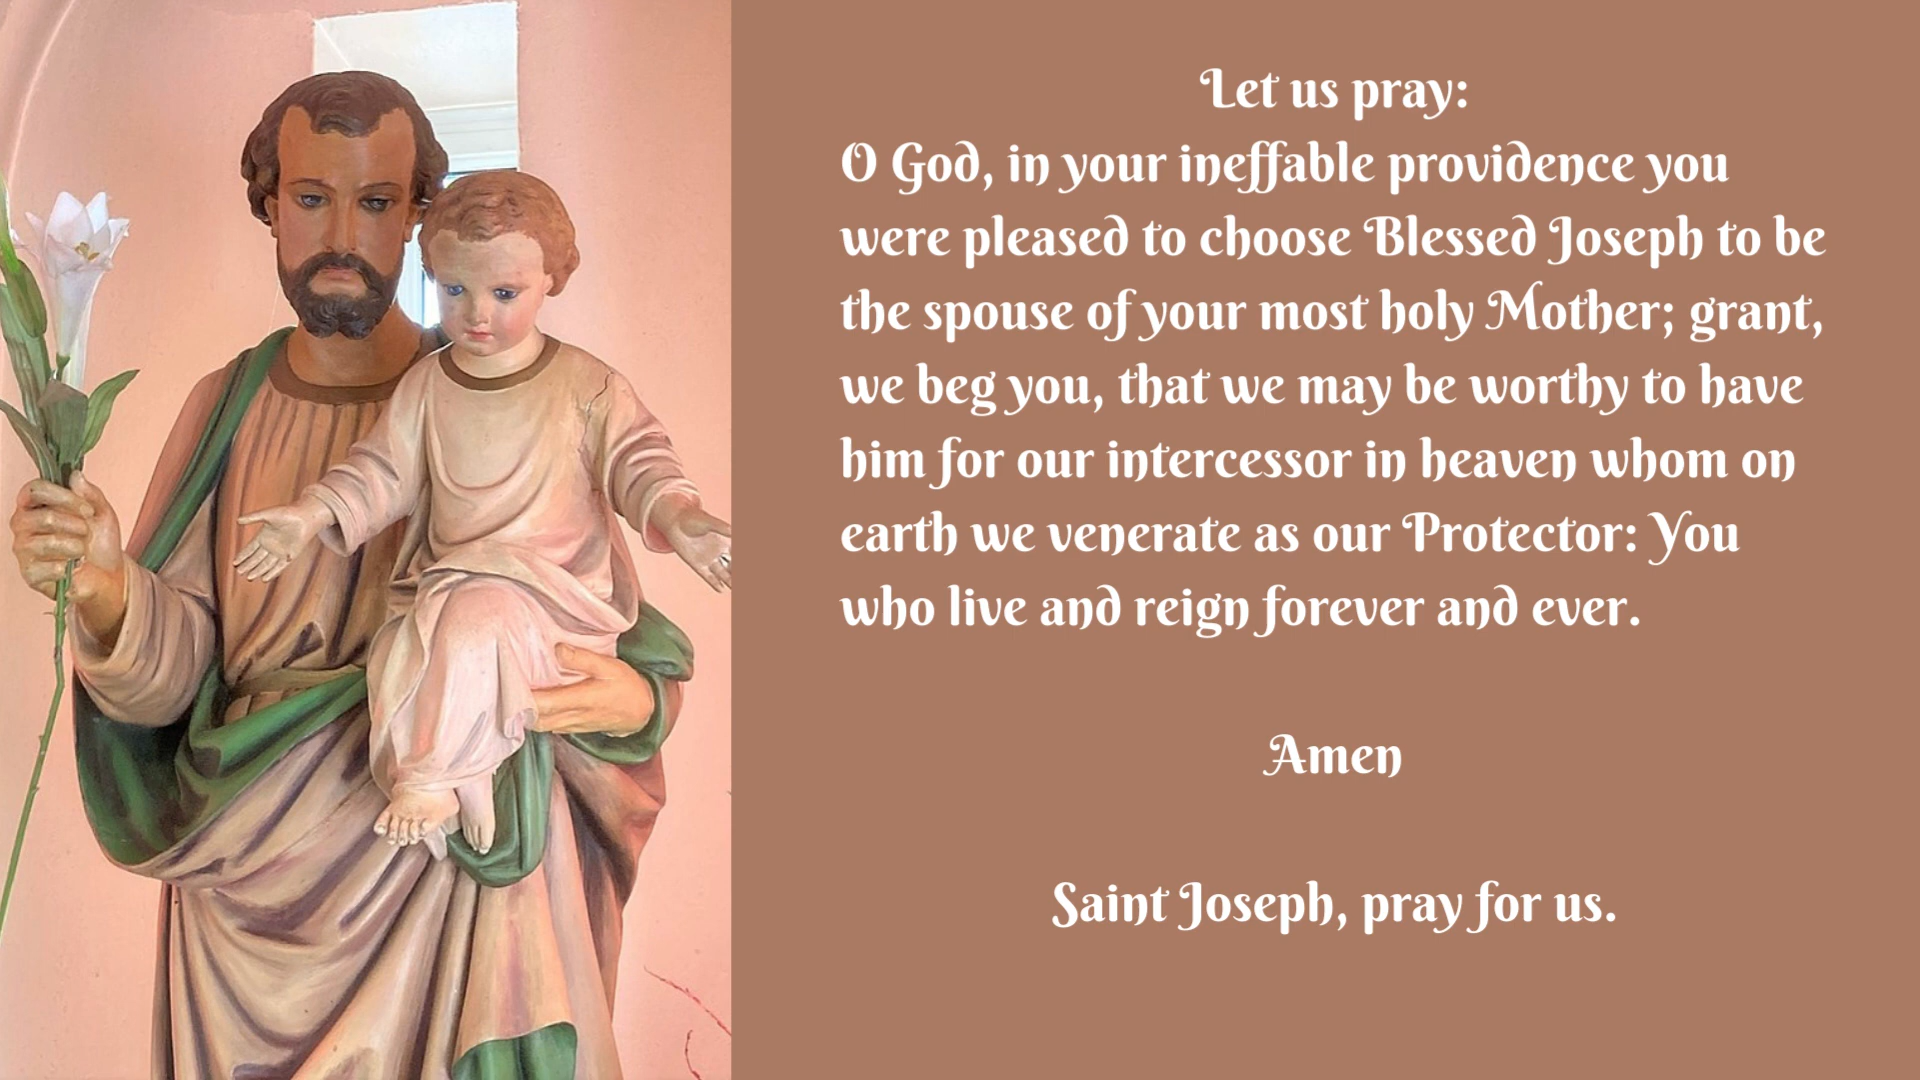 Let us pray:
O God, in your ineffable providence you
were pleased to choose Blessed Joseph to be
the spouse of your most holy Mother; grant,
we beg you, that we may be worthy to have
him for our intercessor in heaven whom on
earth we venerate as our Protector: You
who live and reign forever and ever.
Amen
Saint Joseph, pray for us.